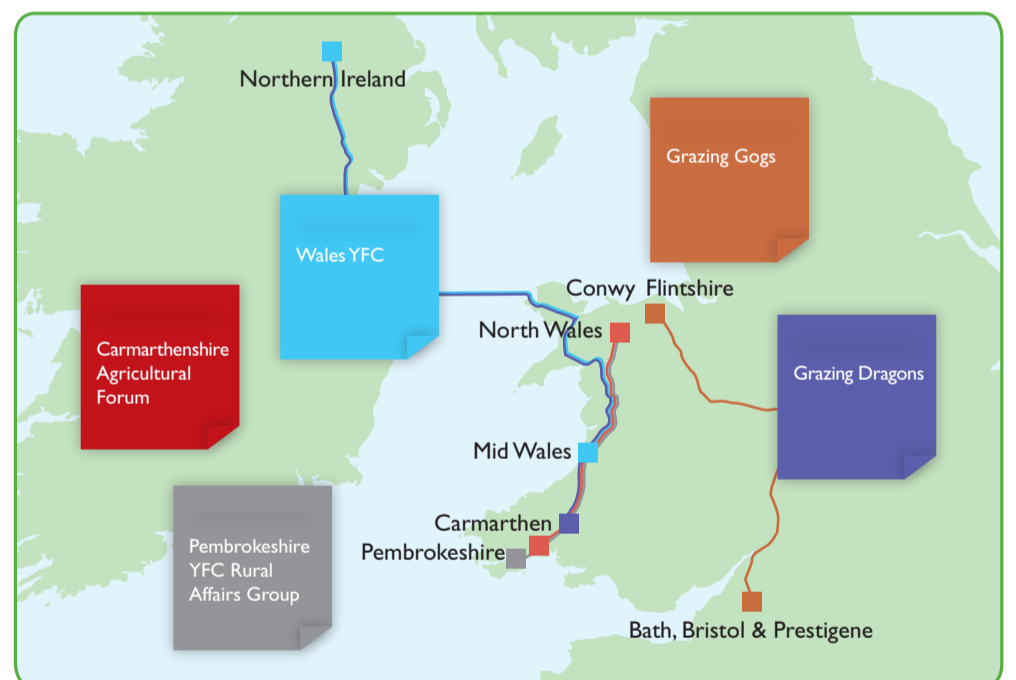 Northern Ireland
Grazing Gogs
Wales YFC
Conwy Flintshire
North Wales
Carmarthenshire
Agricultural
Forum
Grazing Dragons
Mid Wales
Carmarthen
Pembrokeshire
Pembrokeshire
YFC Rural
Affairs Group
Bath, Bristol & Prestigene